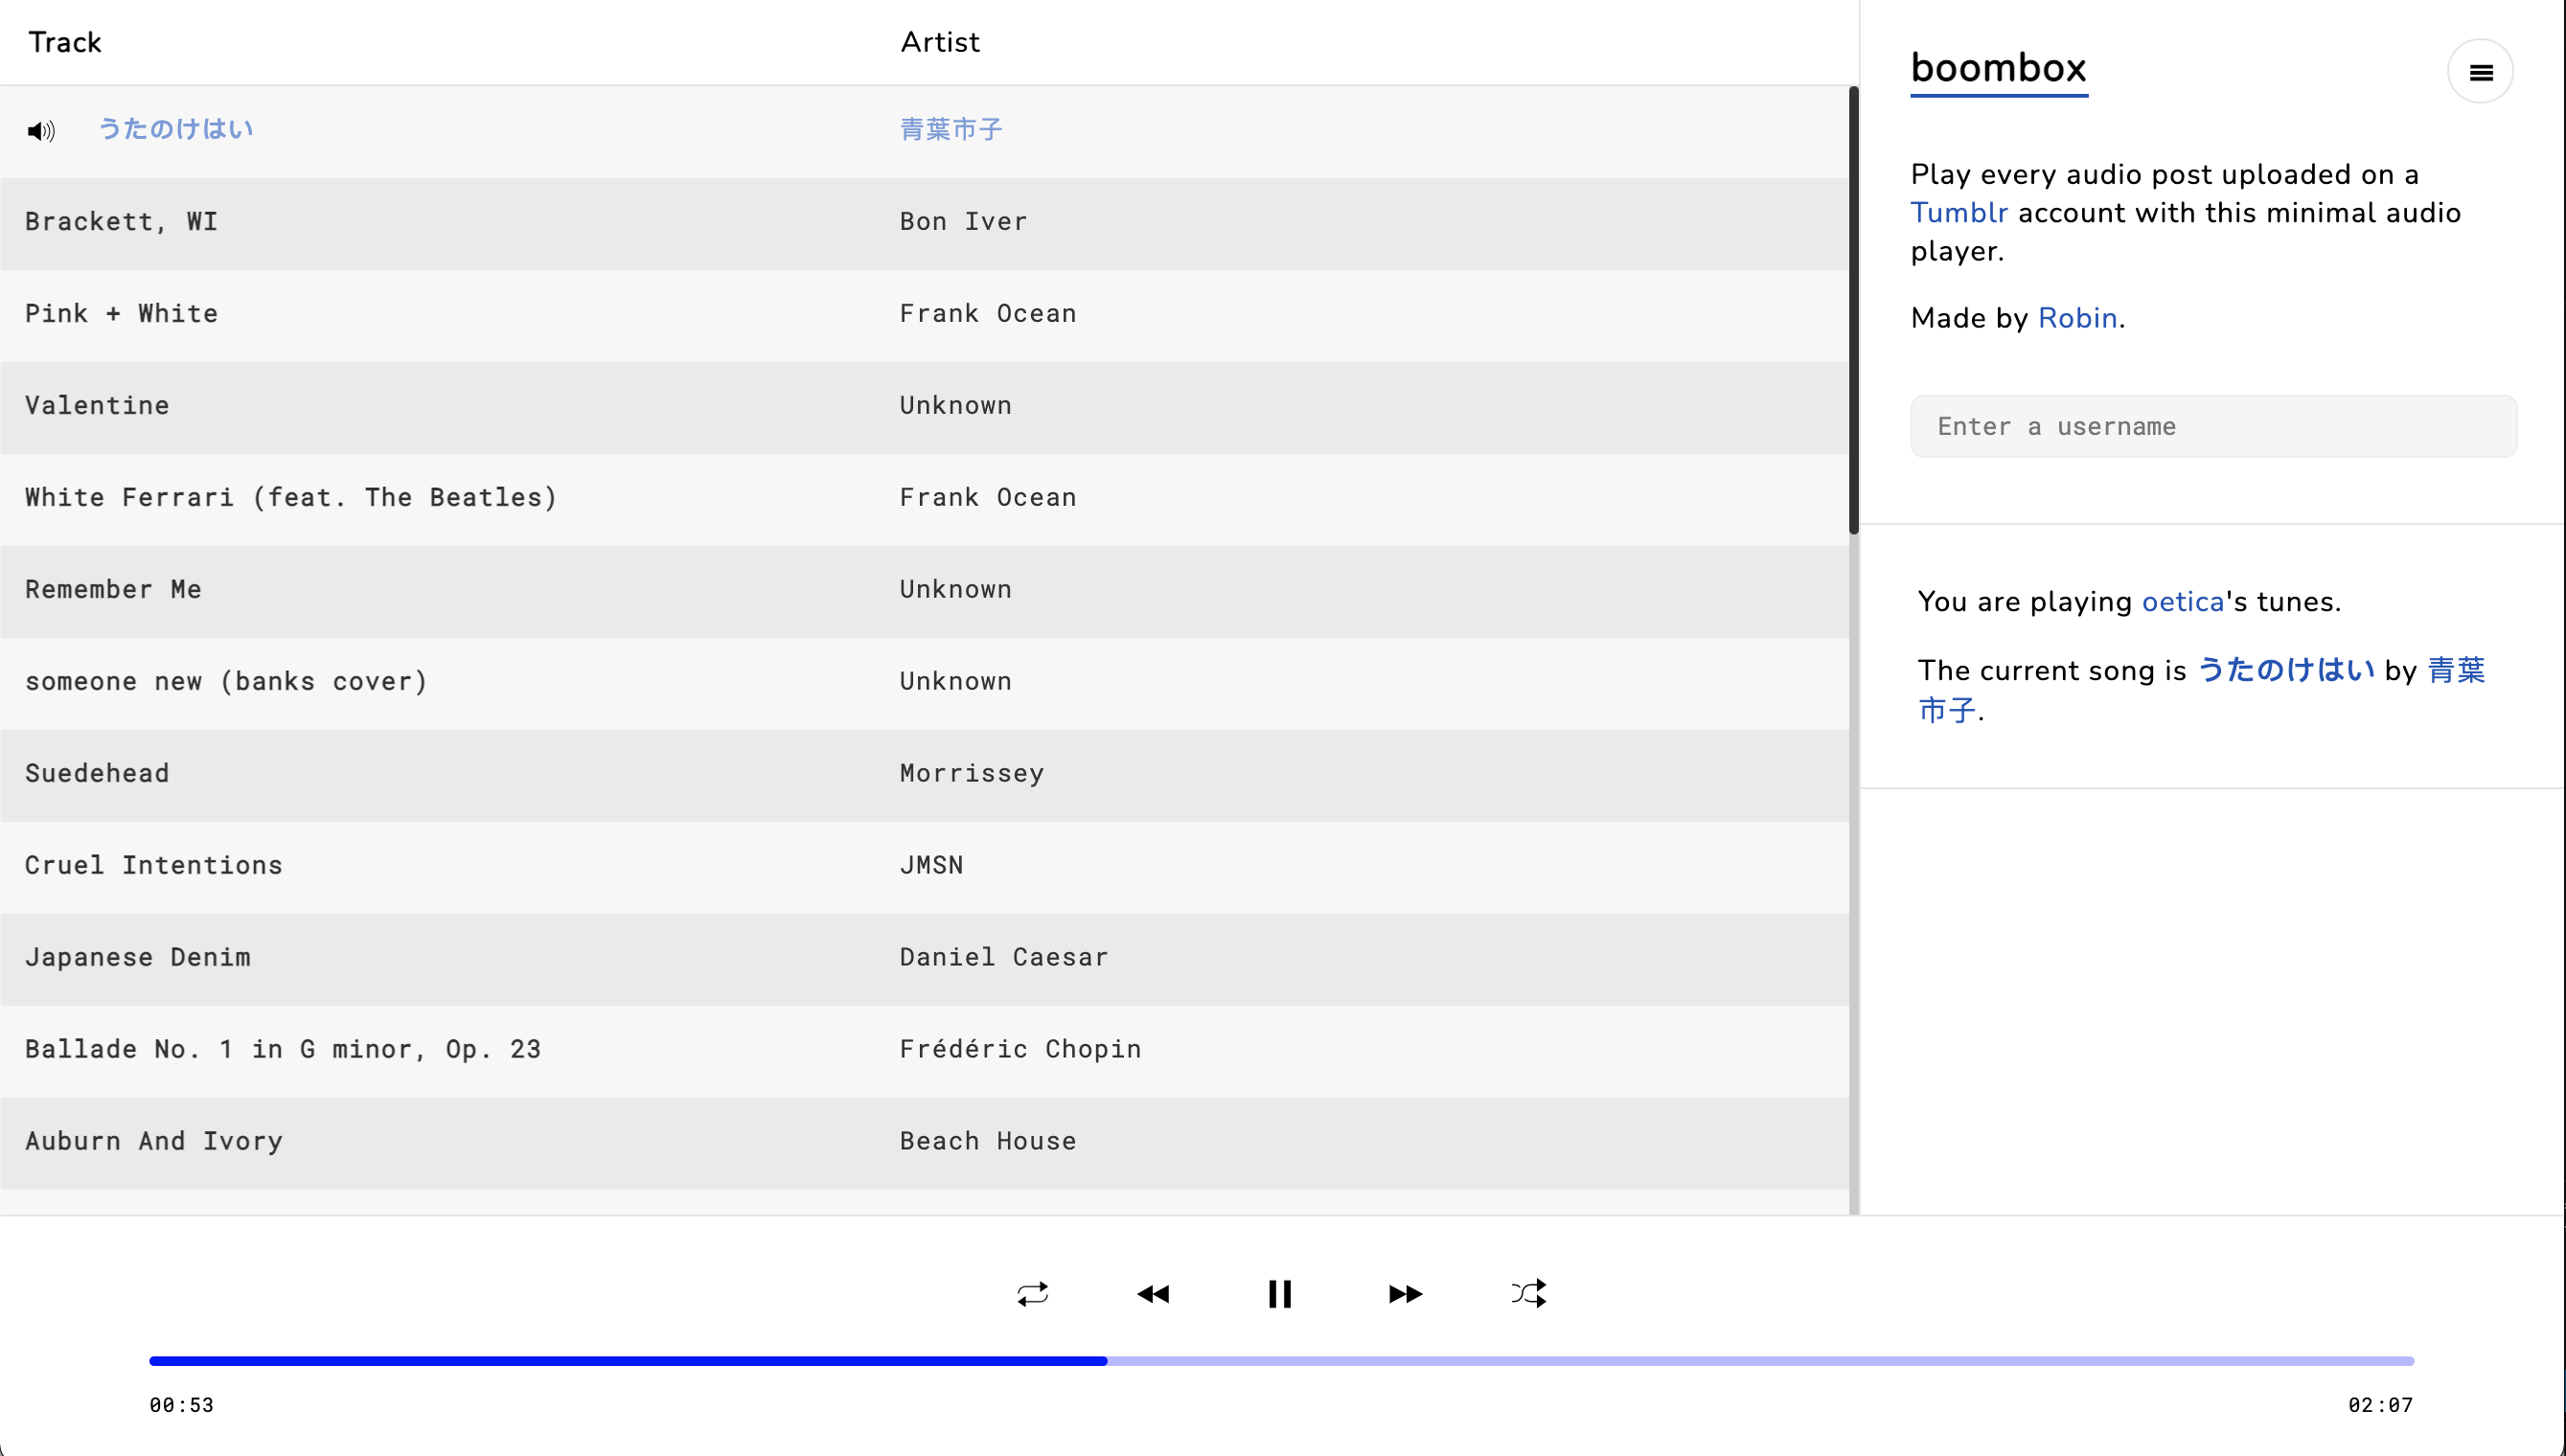 Track Artist
うたのけはい 青葉市子
Brackett, WI Bon Iver
Pink + White Frank Ocean
Valentine Unknown
White Ferrari (feat. The Beatles) Frank Ocean
Remember Me Unknown
someone new (banks cover) Unknown
Suedehead Morrissey
Cruel Intentions JMSN
Japanese Denim Daniel Caesar
Ballade No. 1 in G minor, Op. 23 Frédéric Chopin
Auburn And Ivory Beach House
boombox
Play every audio post uploaded on a
Tumblr account with this minimal audio
player.
Made by Robin.
Enter a username
You are playing oetica's tunes.
The current song is うたのけはい by 青葉
市子.
00:53 02:07